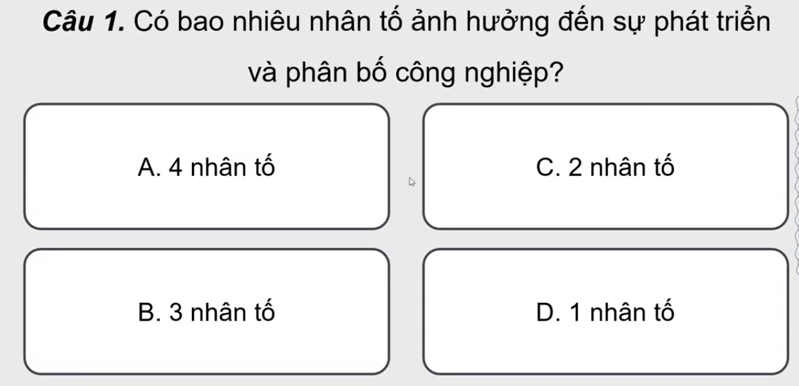 Câu 1. Có bao nhiêu nhân tố ảnh hưởng đến sự phát triển
và phân bố công nghiệp?
A. 4 nhân tố
C. 2 nhân tố
B. 3 nhân tố
D. 1 nhân tố